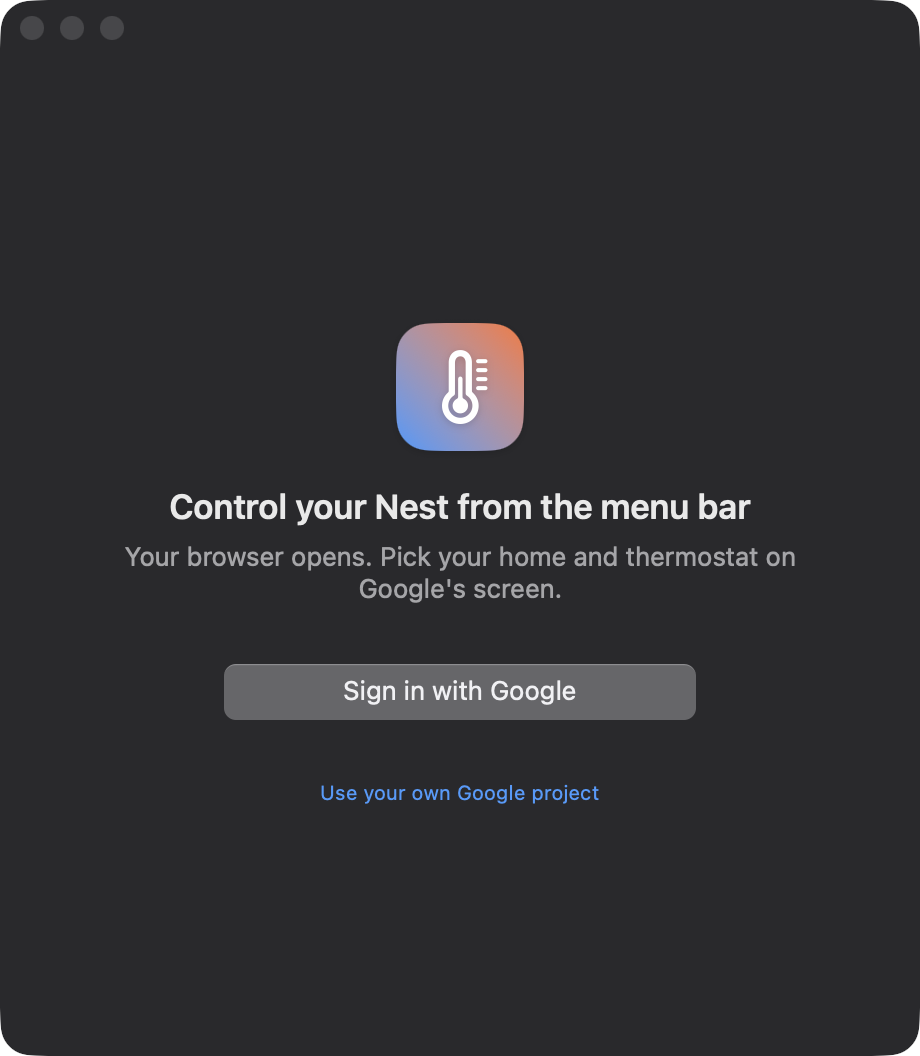 Control your Nest from the menu bar
Your browser opens. Pick your home and thermostat on
Google's screen.
Sign in with Google
Use your own Google project